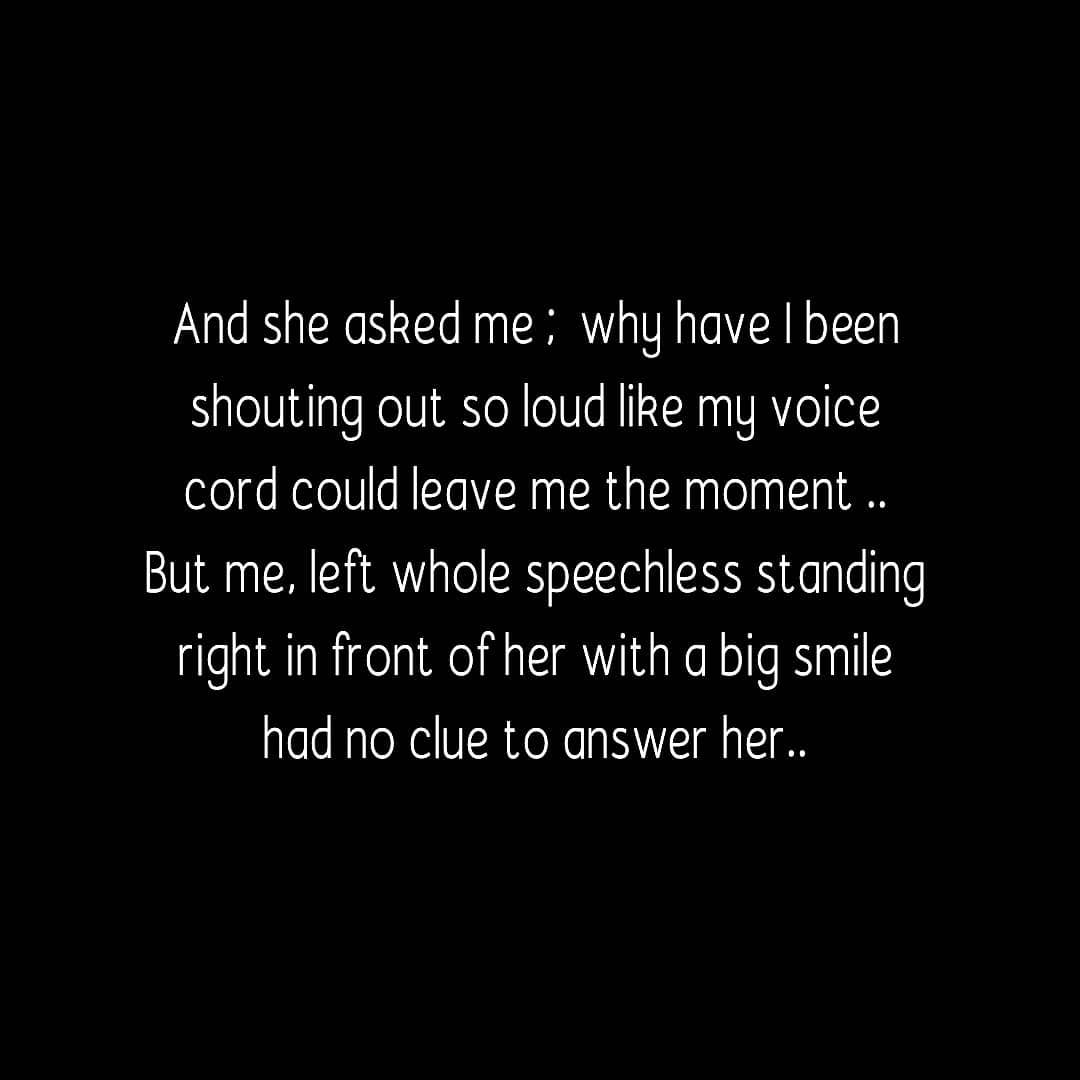 And she asked me ; why have I been
shouting out so loud like my voice
cord could leave me the moment ..
But me, left whole speechless standing
right in front of her with a big smile
had no clue to answer her..